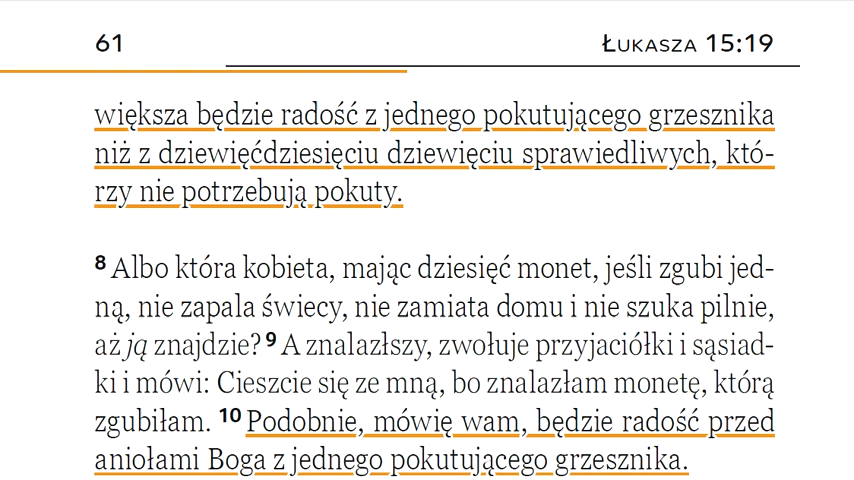 61 Łukasza 15:19
większa będzie radość z jednego pokutującego grzesznika
niż z dziewięćdziesięciu dziewięciu sprawiedliwych, któ-
rzy nie potrzebują pokuty.
8 Albo która kobieta, mając dziesięć monet, jeśli zgubi jed-
ną, nie zapala świecy, nie zamiata domu i nie szuka pilnie,
aż ją znajdzie? 9 A znalazłszy, zwołuje przyjaciółki i sąsiad-
ki i mówi: Cieszcie się ze mną, bo znalazłam monetę, którą
zgubiłam. 10 Podobnie, mówię wam, będzie radość przed
aniołami Boga z jednego pokutującego grzesznika.